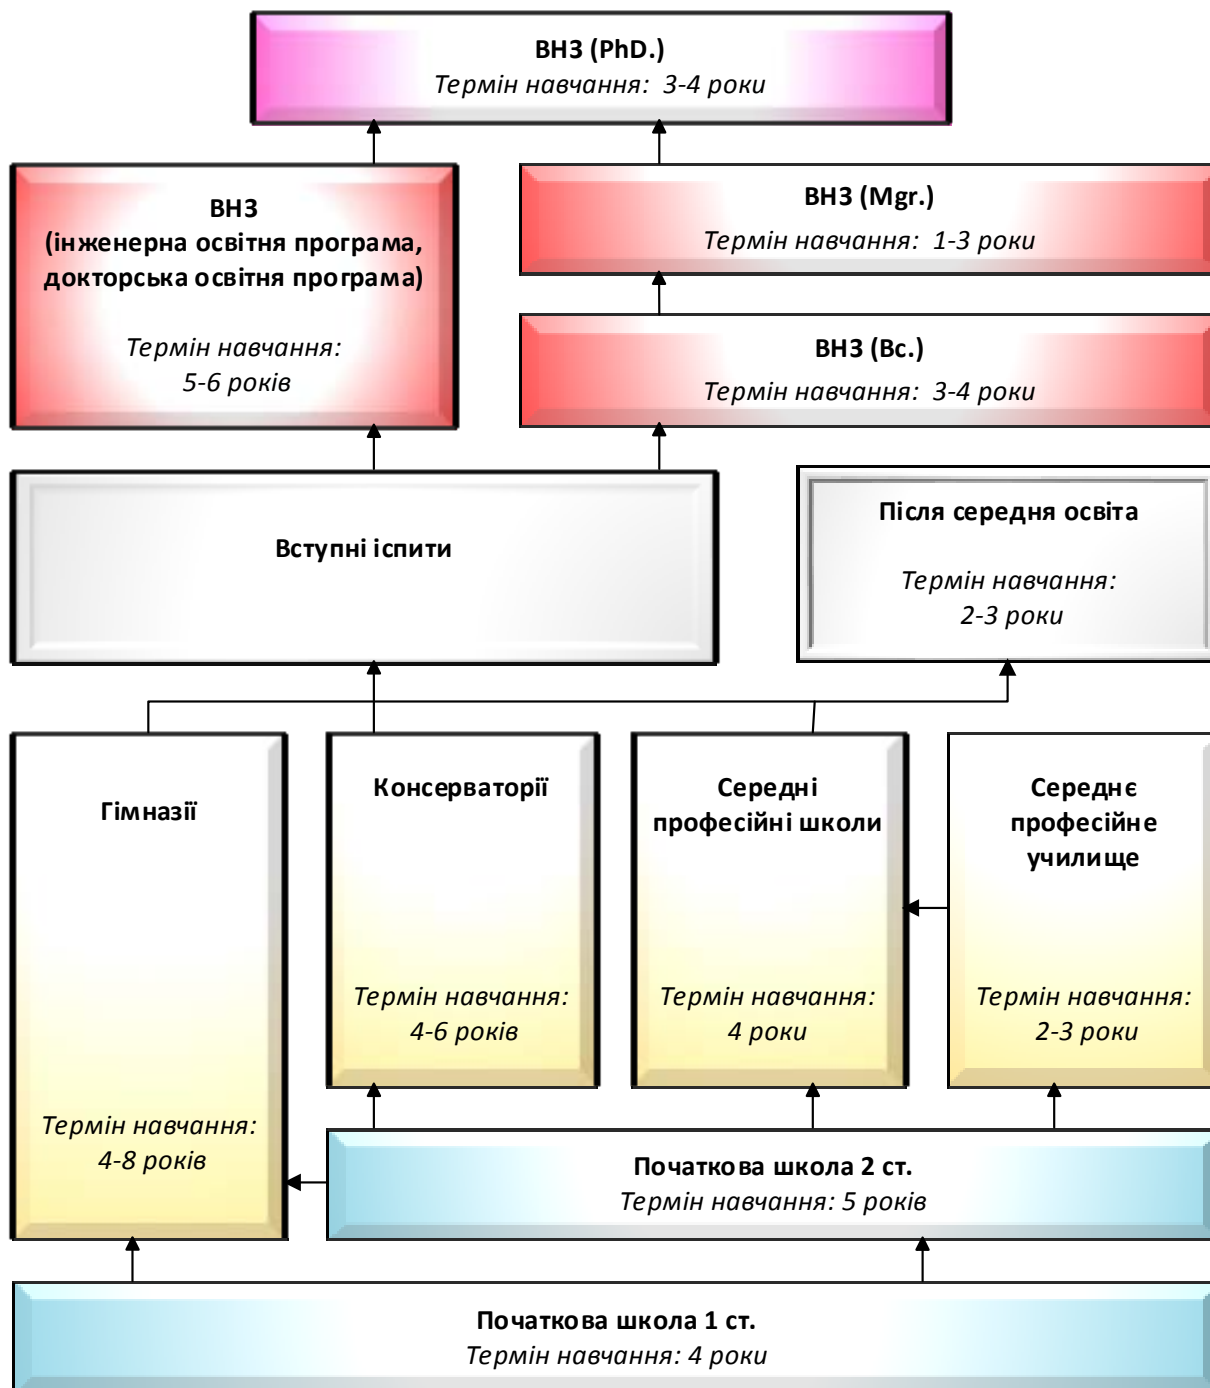 ВНЗ (PhD.)
Термін навчання: 3-4 роки
ВНЗ
(інженерна освітня програма,
докторська освітня програма)
Термін навчання:
5-6 років
ВНЗ (Mgr.)
Термін навчання: 1-3 роки
ВНЗ (Bc.)
Термін навчання: 3-4 роки
Вступні іспити
Після середня освіта
Термін навчання:
2-3 роки
Гімназії
Термін навчання:
4-8 років
Консерваторії
Термін навчання:
4-6 років
Середні
професійні школи
Термін навчання:
4 роки
Середнє
професійне
училище
Термін навчання:
2-3 роки
Початкова школа 2 ст.
Термін навчання: 5 років
Початкова школа 1 ст.
Термін навчання: 4 роки